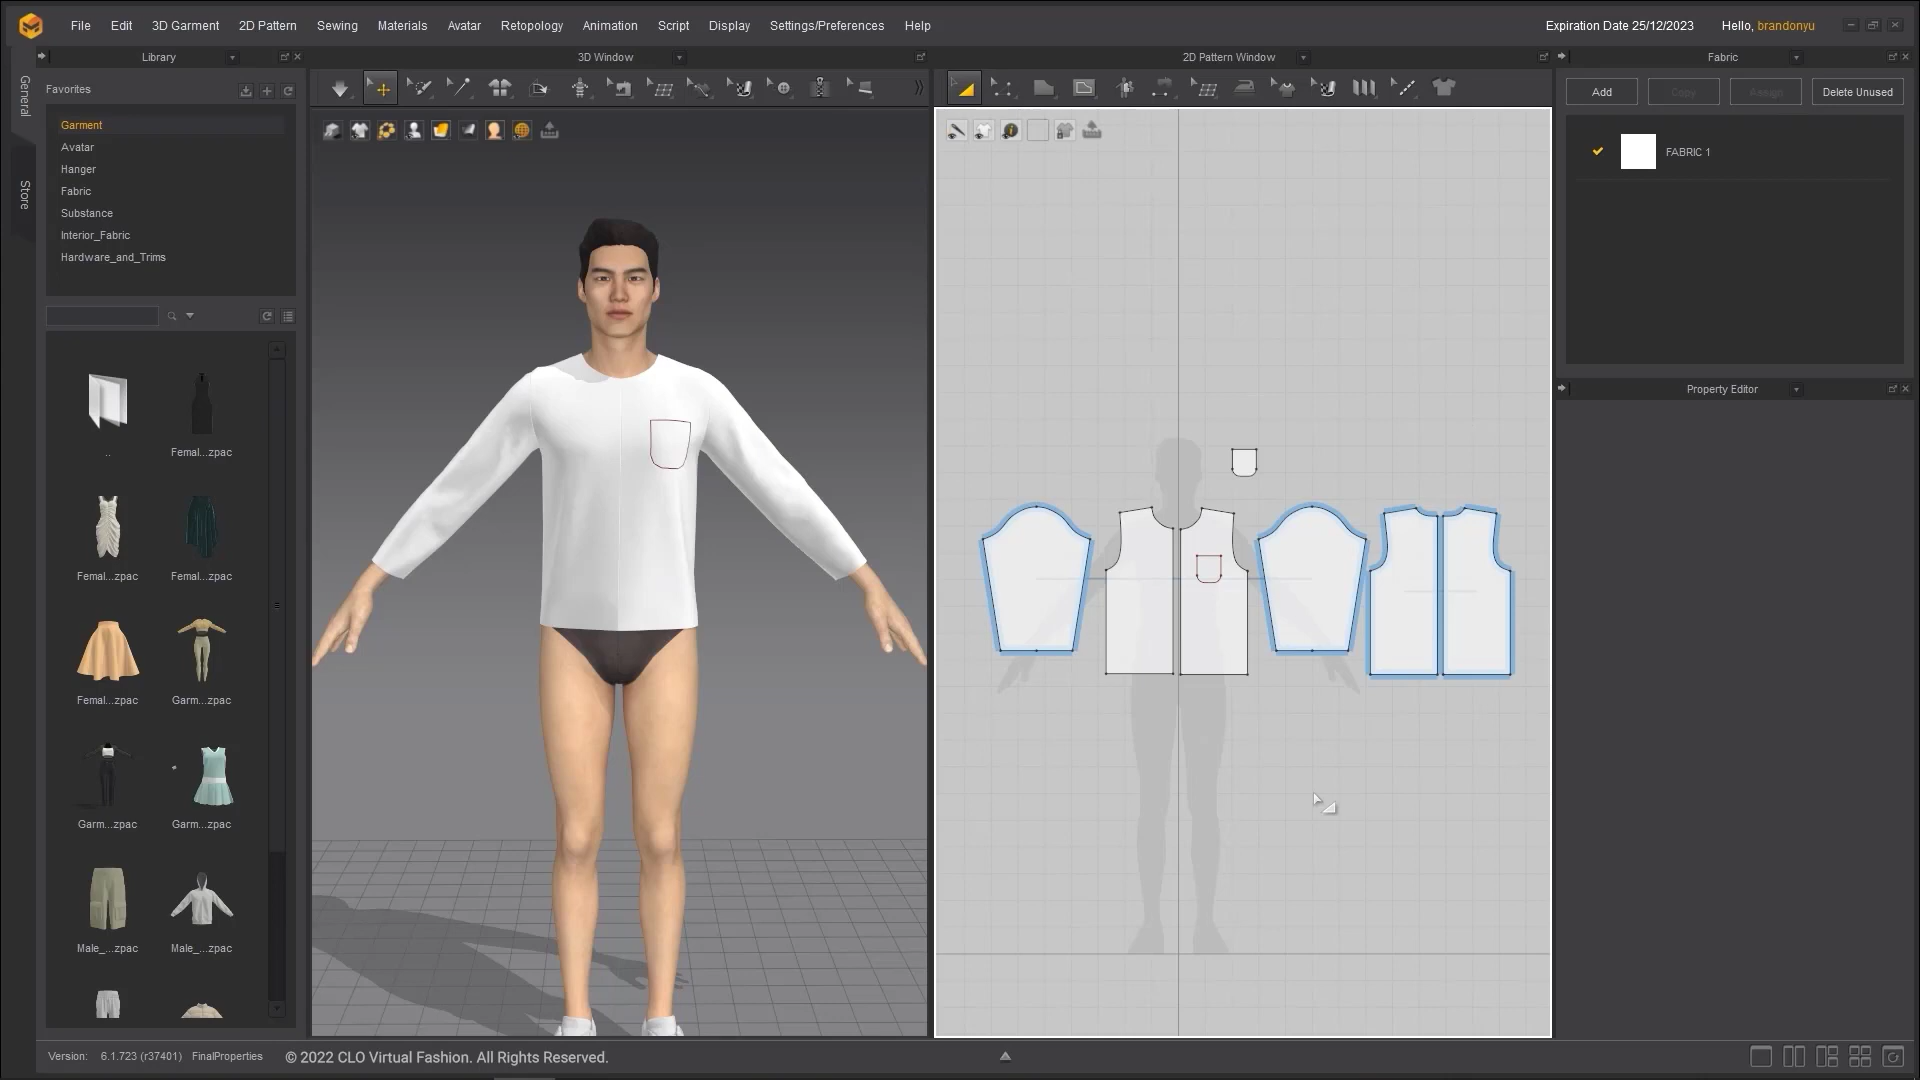 File Edit 3D Garment 2D Pattern Sewing Materials Avatar Retopology Animation Script Display Settings/Preferences Help Expiration Date 25/12/2023 Hello, brandonyu
Library 3D Window 2D Pattern Window Fabric
General
Store
Favorites
Garment
Avatar
Hanger
Fabric
Substance
Interior_Fabric
Hardware_and_Trims
..
Femal...zpac
Femal...zpac
Femal...zpac
Femal...zpac
Garm...zpac
Garm...zpac
Garm...zpac
Male_...zpac
Male_...zpac
Add Copy Assign Delete Unused
FABRIC 1
Property Editor
Version: 6.1.723 (r37401) FinalProperties © 2022 CLO Virtual Fashion. All Rights Reserved.